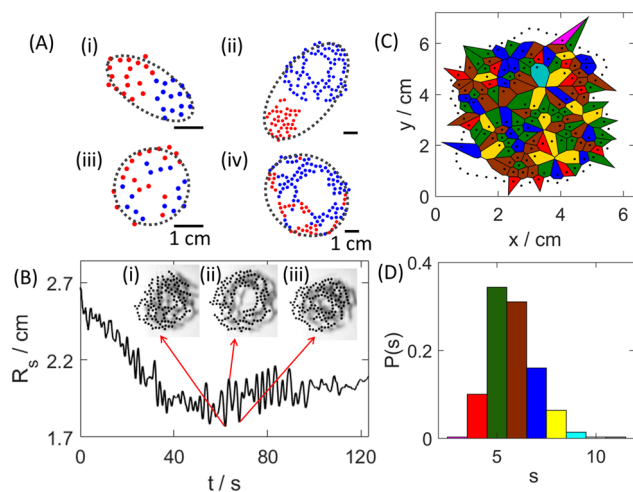 (A)
(i)
(ii)
(iii)
(iv)
1 cm
1 cm
(B)
(i)
(ii)
(iii)
R_s / cm
2.7
2.2
1.7
0
40
80
120
t / s
(C)
y / cm
6
4
2
0
0
2
4
6
x / cm
(D)
P(s)
0.4
0.2
0
5
10
s